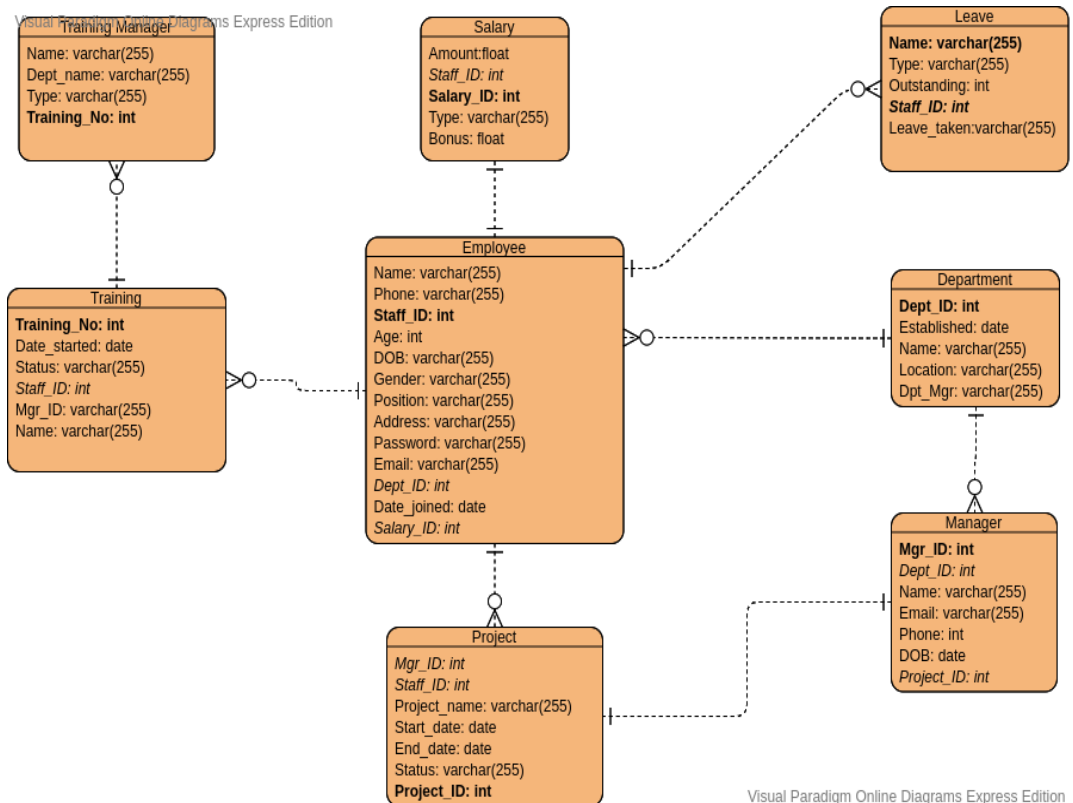 Visual Paradigm Online Diagrams Express Edition
Training Manager
Name: varchar(255)
Dept_name: varchar(255)
Type: varchar(255)
Training_No: int
Salary
Amount:float
Staff_ID: int
Salary_ID: int
Type: varchar(255)
Bonus: float
Leave
Name: varchar(255)
Type: varchar(255)
Outstanding: int
Staff_ID: int
Leave_taken:varchar(255)
Training
Training_No: int
Date_started: date
Status: varchar(255)
Staff_ID: int
Mgr_ID: varchar(255)
Name: varchar(255)
Employee
Name: varchar(255)
Phone: varchar(255)
Staff_ID: int
Age: int
DOB: varchar(255)
Gender: varchar(255)
Position: varchar(255)
Address: varchar(255)
Password: varchar(255)
Email: varchar(255)
Dept_ID: int
Date_joined: date
Salary_ID: int
Department
Dept_ID: int
Established: date
Name: varchar(255)
Location: varchar(255)
Dpt_Mgr: varchar(255)
Manager
Mgr_ID: int
Dept_ID: int
Name: varchar(255)
Email: varchar(255)
Phone: int
DOB: date
Project_ID: int
Project
Mgr_ID: int
Staff_ID: int
Project_name: varchar(255)
Start_date: date
End_date: date
Status: varchar(255)
Project_ID: int
Visual Paradigm Online Diagrams Express Edition